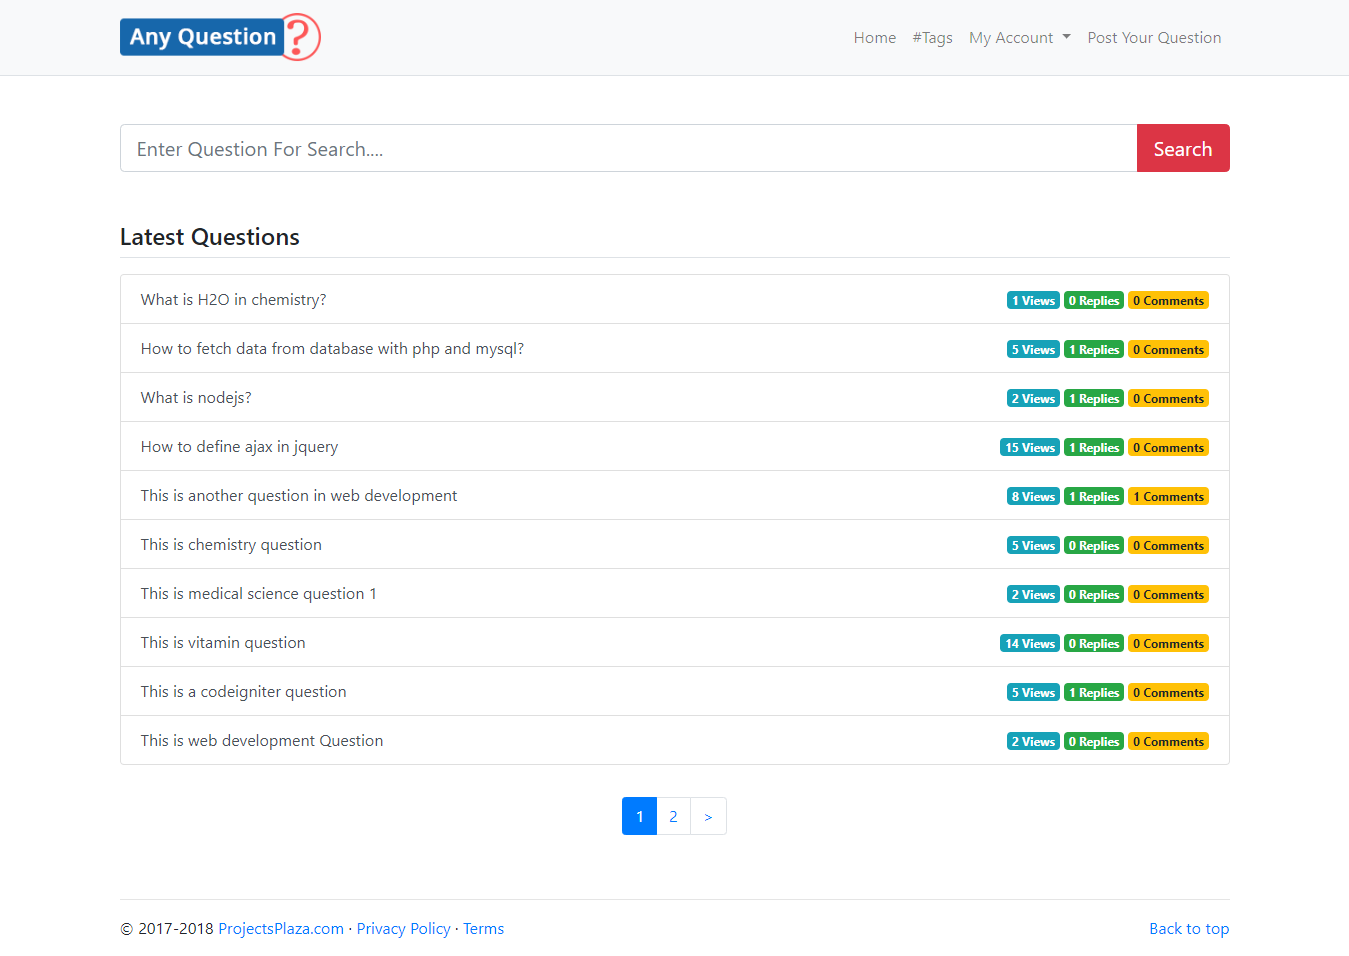 Any Question ?
Home #Tags My Account Post Your Question
Enter Question For Search.... Search
Latest Questions
What is H2O in chemistry? 1 Views 0 Replies 0 Comments
How to fetch data from database with php and mysql? 5 Views 1 Replies 0 Comments
What is nodejs? 2 Views 1 Replies 0 Comments
How to define ajax in jquery 15 Views 1 Replies 0 Comments
This is another question in web development 8 Views 1 Replies 1 Comments
This is chemistry question 5 Views 0 Replies 0 Comments
This is medical science question 1 2 Views 0 Replies 0 Comments
This is vitamin question 14 Views 0 Replies 0 Comments
This is a codeigniter question 5 Views 1 Replies 0 Comments
This is web development Question 2 Views 0 Replies 0 Comments
1 2 >
© 2017-2018 ProjectsPlaza.com · Privacy Policy · Terms Back to top